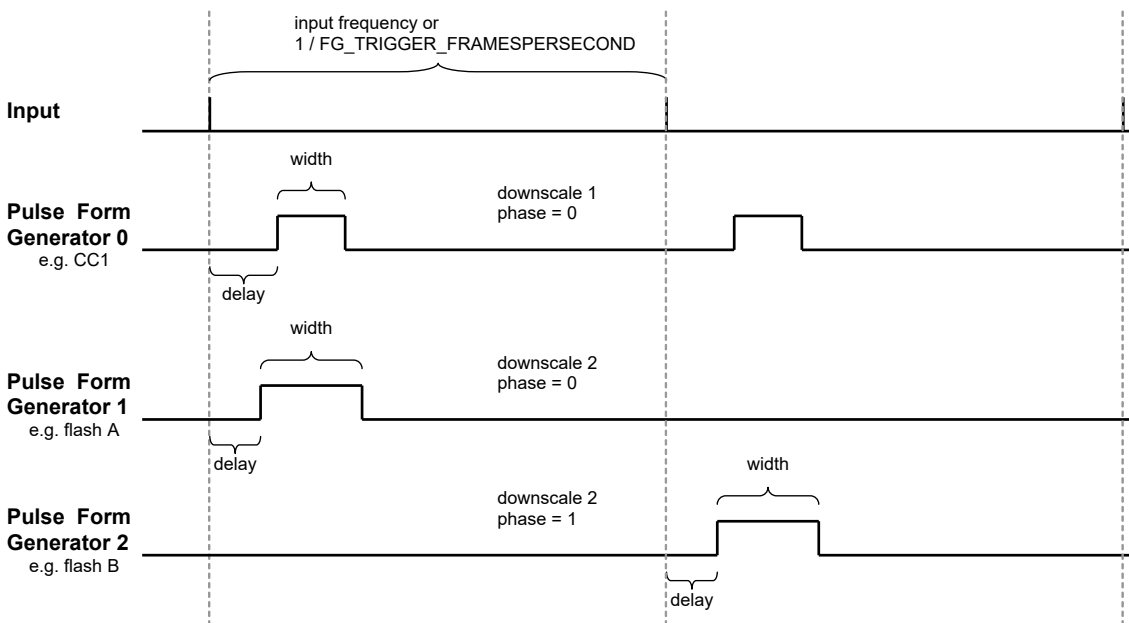 input frequency or
1 / FG_TRIGGER_FRAMESPERSECOND
Input
width
downscale 1
phase = 0
Pulse Form
Generator 0
e.g. CC1
delay
width
downscale 2
phase = 0
Pulse Form
Generator 1
e.g. flash A
delay
width
downscale 2
phase = 1
Pulse Form
Generator 2
e.g. flash B
delay